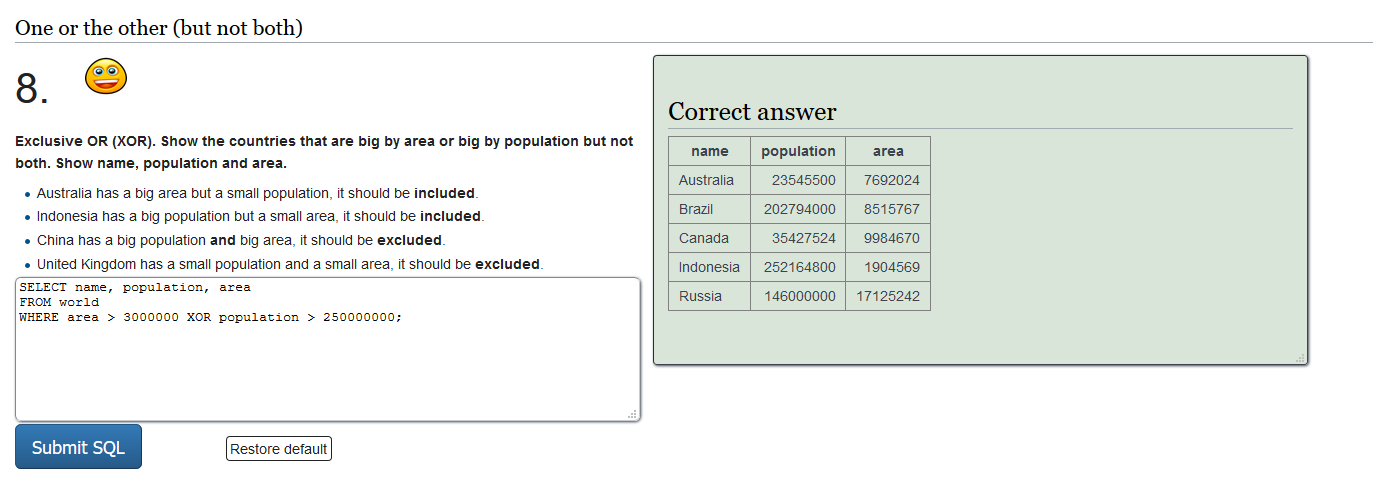 One or the other (but not both)
8.
Exclusive OR (XOR). Show the countries that are big by area or big by population but not
both. Show name, population and area.
Australia has a big area but a small population, it should be included.
Indonesia has a big population but a small area, it should be included.
China has a big population and big area, it should be excluded.
United Kingdom has a small population and a small area, it should be excluded.
SELECT name, population, area
FROM world
WHERE area > 3000000 XOR population > 250000000;
Submit SQL
Restore default
Correct answer
name population area
Australia 23545500 7692024
Brazil 202794000 8515767
Canada 35427524 9984670
Indonesia 252164800 1904569
Russia 146000000 17125242